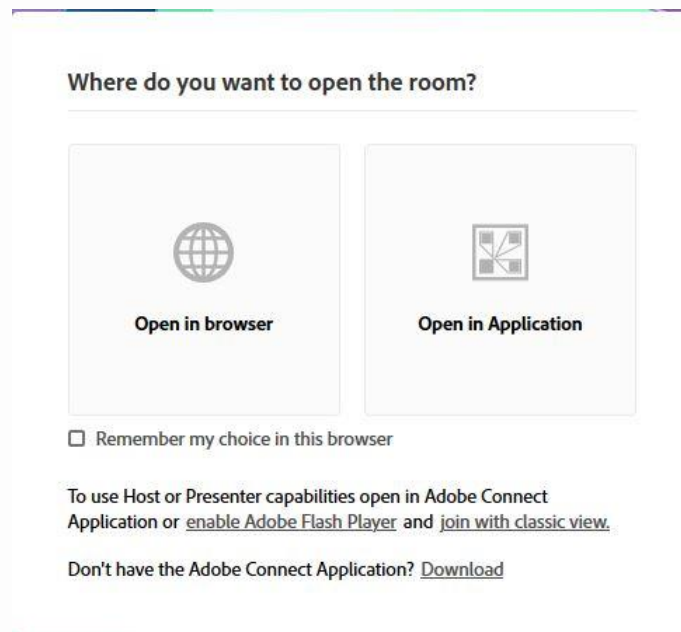 Where do you want to open the room?
Open in browser
Open in Application
Remember my choice in this browser
To use Host or Presenter capabilities open in Adobe Connect
Application or enable Adobe Flash Player and join with classic view.
Don't have the Adobe Connect Application? Download